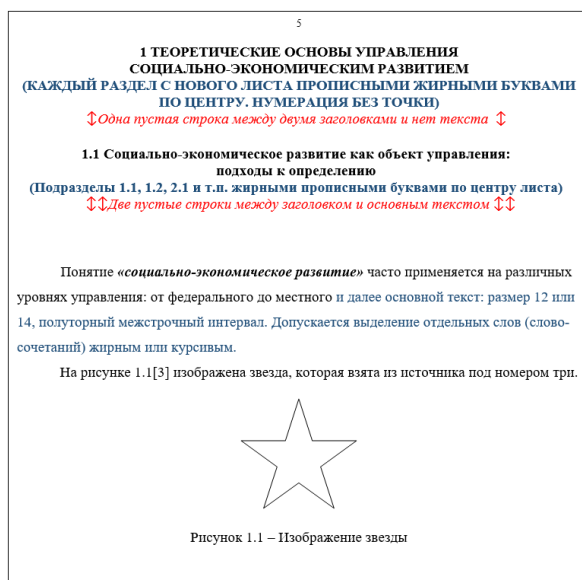 5
1 ТЕОРЕТИЧЕСКИЕ ОСНОВЫ УПРАВЛЕНИЯ
СОЦИАЛЬНО-ЭКОНОМИЧЕСКИМ РАЗВИТИЕМ
(КАЖДЫЙ РАЗДЕЛ С НОВОГО ЛИСТА ПРОПИСНЫМИ ЖИРНЫМИ БУКВАМИ
ПО ЦЕНТРУ. НУМЕРАЦИЯ БЕЗ ТОЧКИ)
↕Одна пустая строка между двумя заголовками и нет текста ↕
1.1 Социально-экономическое развитие как объект управления:
подходы к определению
(Подразделы 1.1, 1.2, 2.1 и т.п. жирными прописными буквами по центру листа)
↕↕Две пустые строки между заголовком и основным текстом ↕↕
Понятие «социально-экономическое развитие» часто применяется на различных
уровнях управления: от федерального до местного и далее основной текст: размер 12 или
14, полуторный межстрочный интервал. Допускается выделение отдельных слов (слово-
сочетаний) жирным или курсивым.
На рисунке 1.1[3] изображена звезда, которая взята из источника под номером три.
Рисунок 1.1 – Изображение звезды